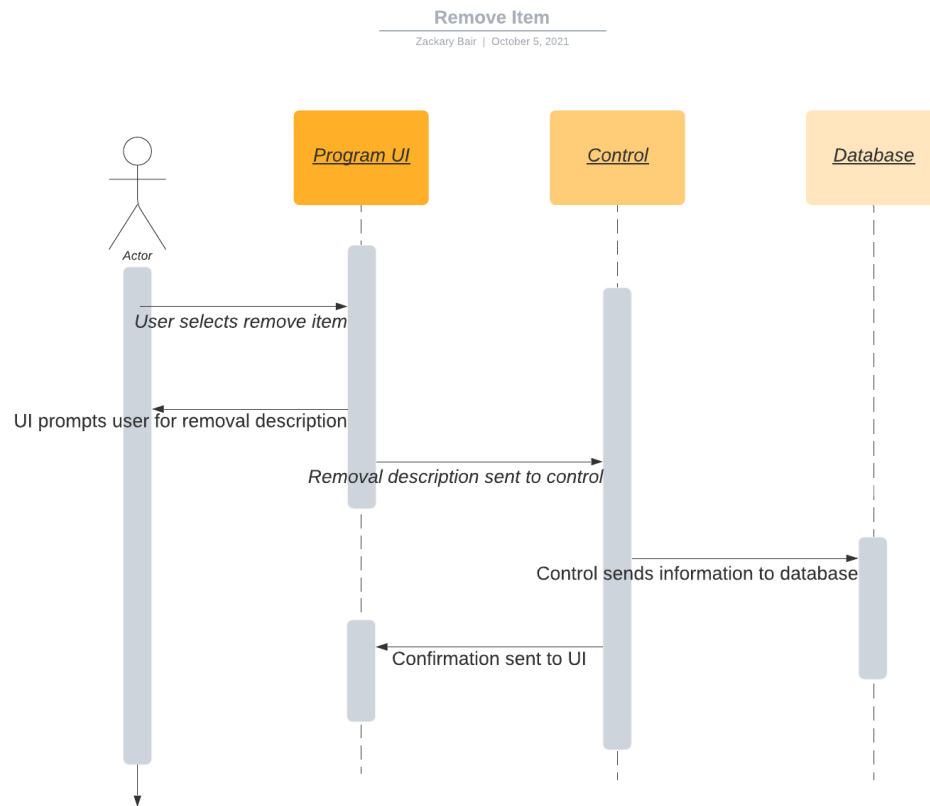 Remove Item
Zackary Bair | October 5, 2021
Program UI
Control
Database
Actor
User selects remove item
UI prompts user for removal description
Removal description sent to control
Control sends information to database
Confirmation sent to UI